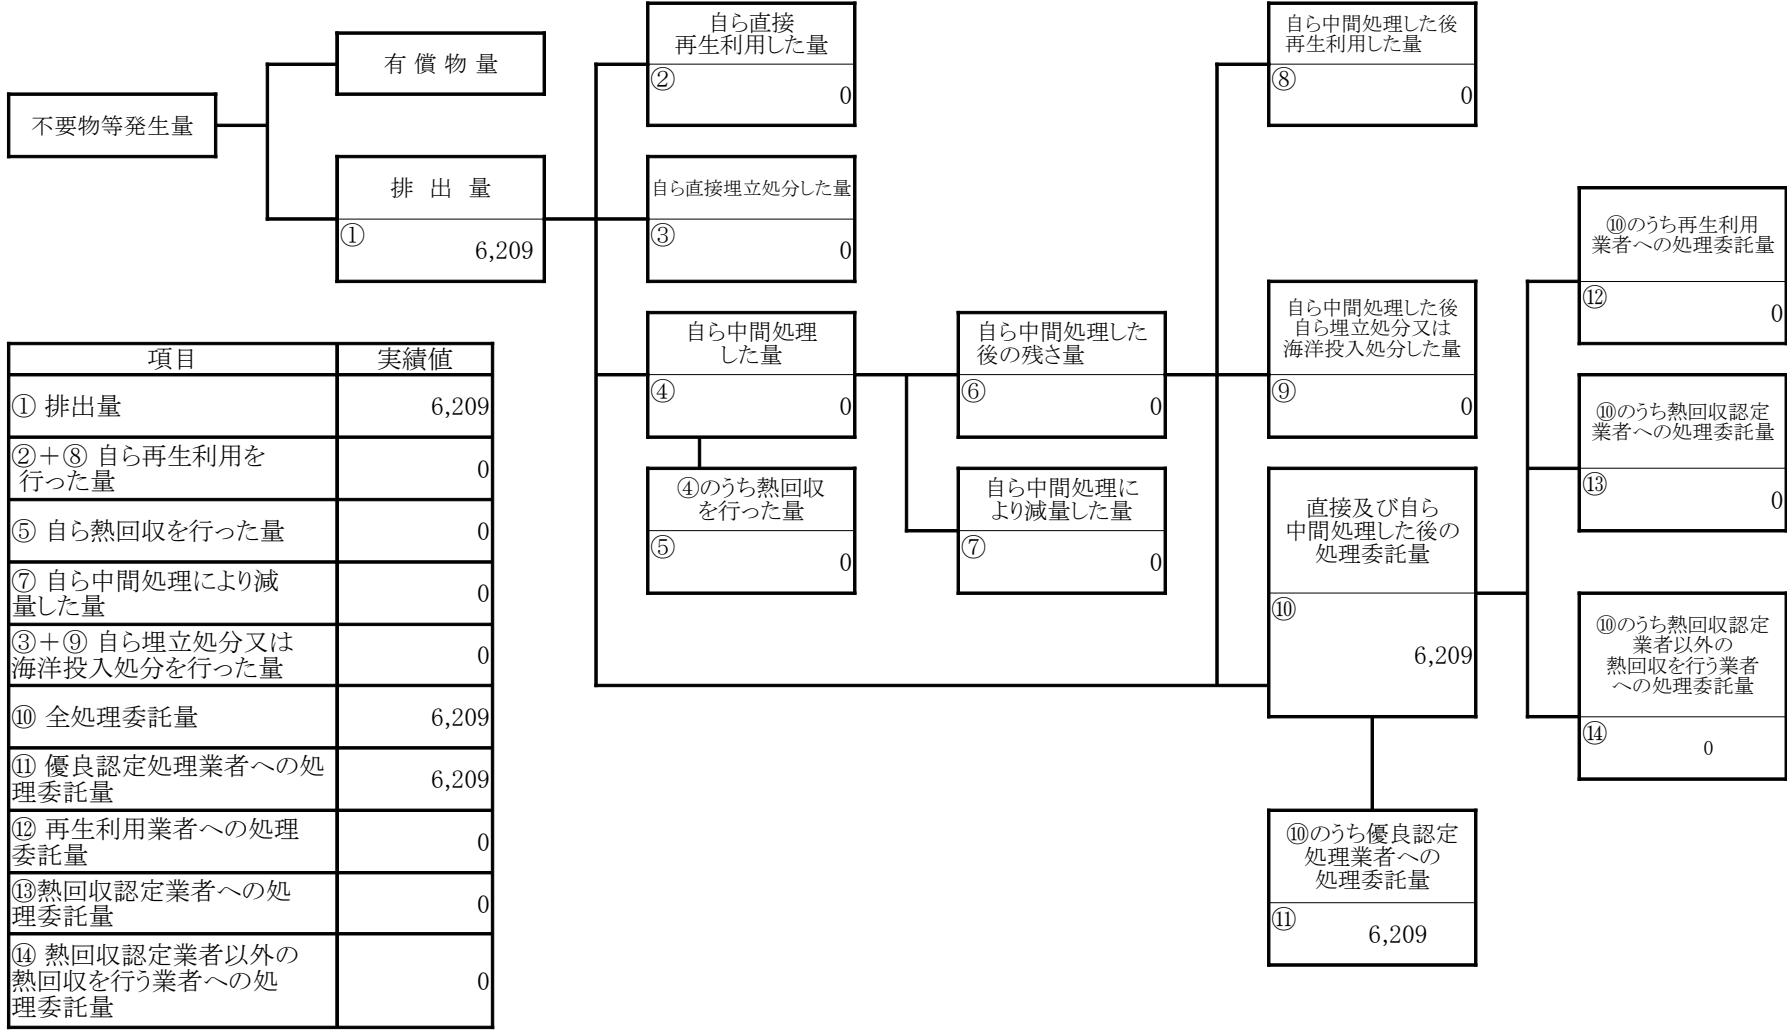 不要物等発生量
有償物量
排出量
①
6,209
自ら直接
再生利用した量
②
0
自ら直接埋立処分した量
③
0
自ら中間処理
した量
④
0
④のうち熱回収
を行った量
⑤
0
自ら中間処理した
後の残さ量
⑥
0
自ら中間処理に
より減量した量
⑦
0
自ら中間処理した後
再生利用した量
⑧
0
自ら中間処理した後
自ら埋立処分又は
海洋投入処分した量
⑨
0
直接及び自ら
中間処理した後の
処理委託量
⑩
6,209
⑩のうち優良認定
処理業者への
処理委託量
⑪
6,209
⑩のうち再生利用
業者への処理委託量
⑫
0
⑩のうち熱回収認定
業者への処理委託量
⑬
0
⑩のうち熱回収認定
業者以外の
熱回収を行う業者
への処理委託量
⑭
0
項目 実績値
① 排出量 6,209
②＋⑧ 自ら再生利用を
行った量 0
⑤ 自ら熱回収を行った量 0
⑦ 自ら中間処理により減
量した量 0
③＋⑨ 自ら埋立処分又は
海洋投入処分を行った量 0
⑩ 全処理委託量 6,209
⑪ 優良認定処理業者への処
理委託量 6,209
⑫ 再生利用業者への処理
委託量 0
⑬熱回収認定業者への処
理委託量 0
⑭ 熱回収認定業者以外の
熱回収を行う業者への処
理委託量 0